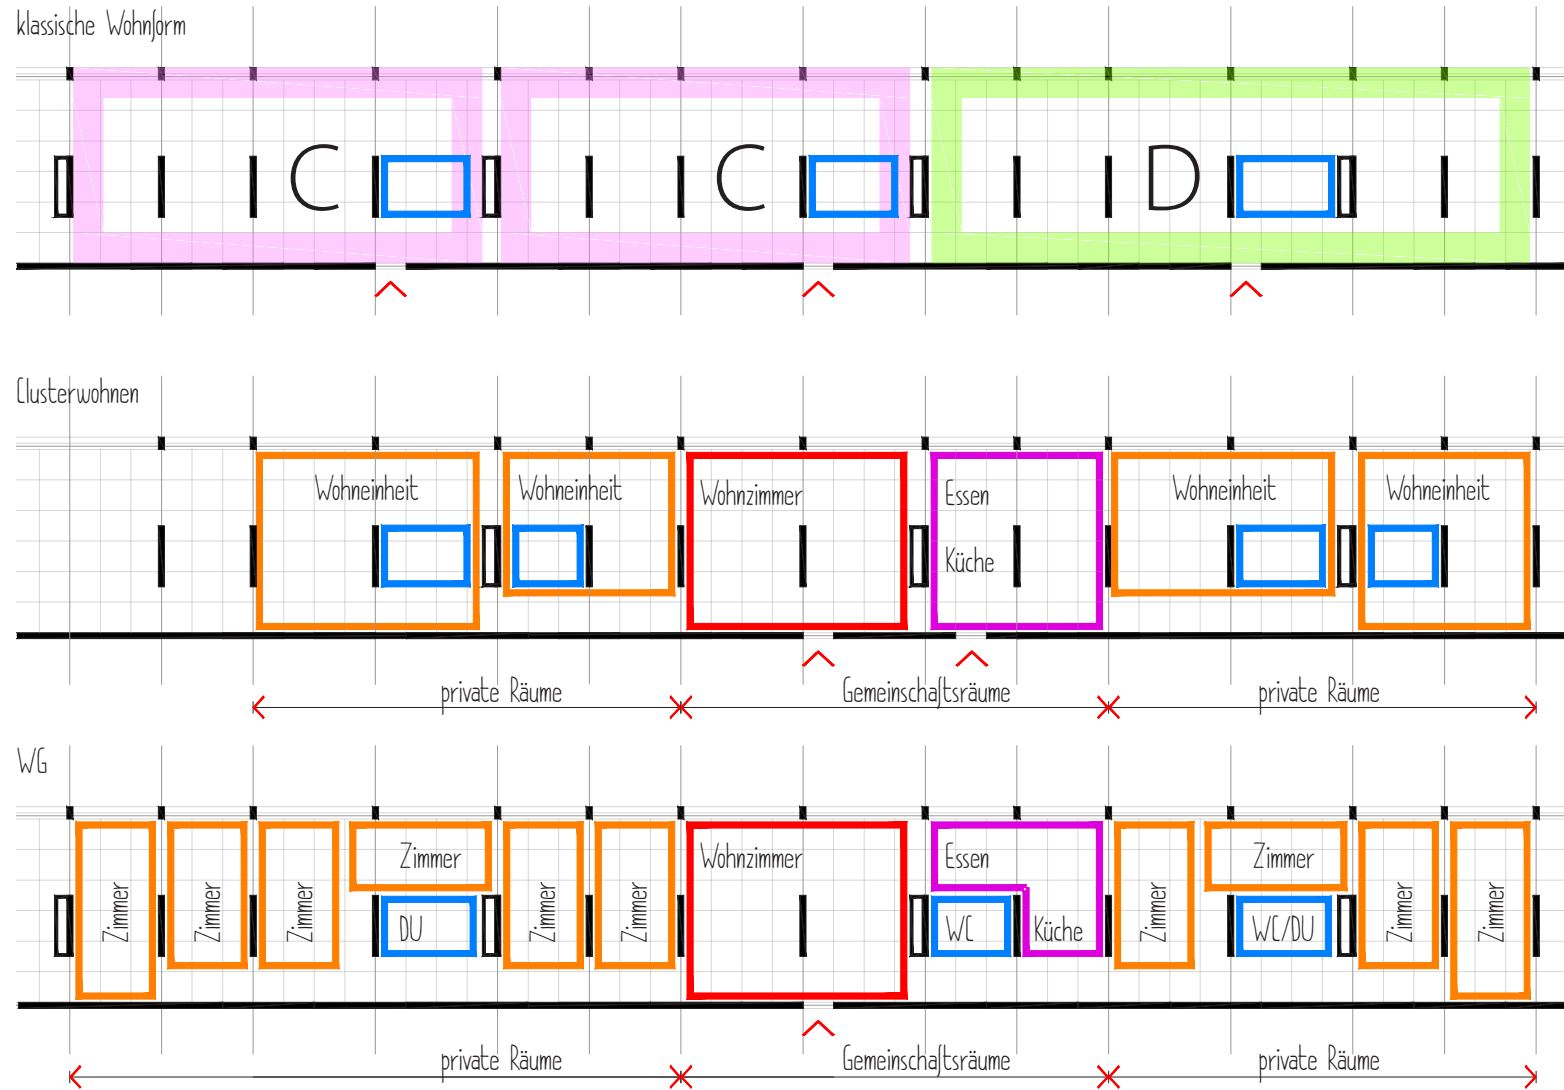 klassische Wohnform
C
C
D
Clusterwohnen
Wohneinheit
Wohneinheit
Wohnzimmer
Essen
Küche
Wohneinheit
Wohneinheit
private Räume
Gemeinschaftsräume
private Räume
WG
Zimmer
Zimmer
Zimmer
Zimmer
DU
Zimmer
Zimmer
Wohnzimmer
Essen
WC
Küche
Zimmer
Zimmer
WC/DU
Zimmer
Zimmer
private Räume
Gemeinschaftsräume
private Räume